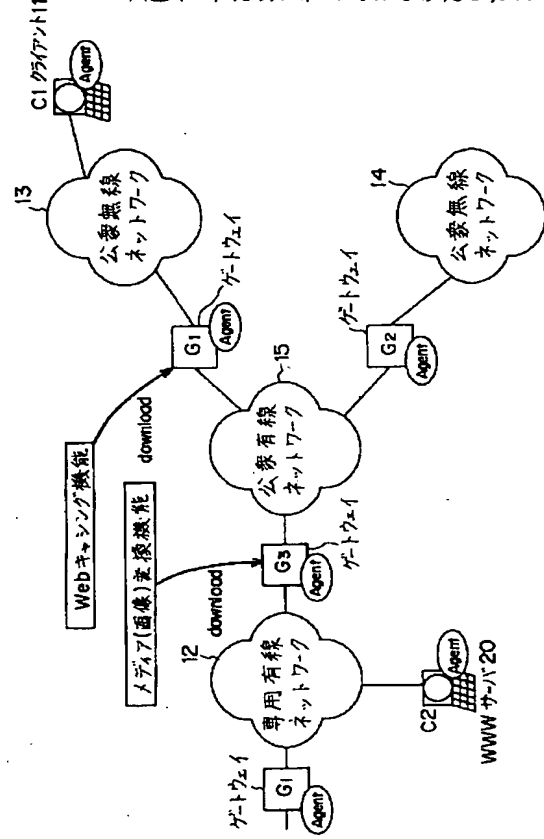 C1 クライアント11
Agent
13
公衆無線
ネットワーク
14
公衆無線
ネットワーク
Webキャッシング機能
download
G1
ゲートウェイ
Agent
ゲートウェイ
G2
Agent
15
公衆有線
ネットワーク
メディア(画像)変換機能
download
G3
ゲートウェイ
Agent
12
専用有線
ネットワーク
ゲートウェイ
G1
Agent
C2
Agent
WWWサーバ20